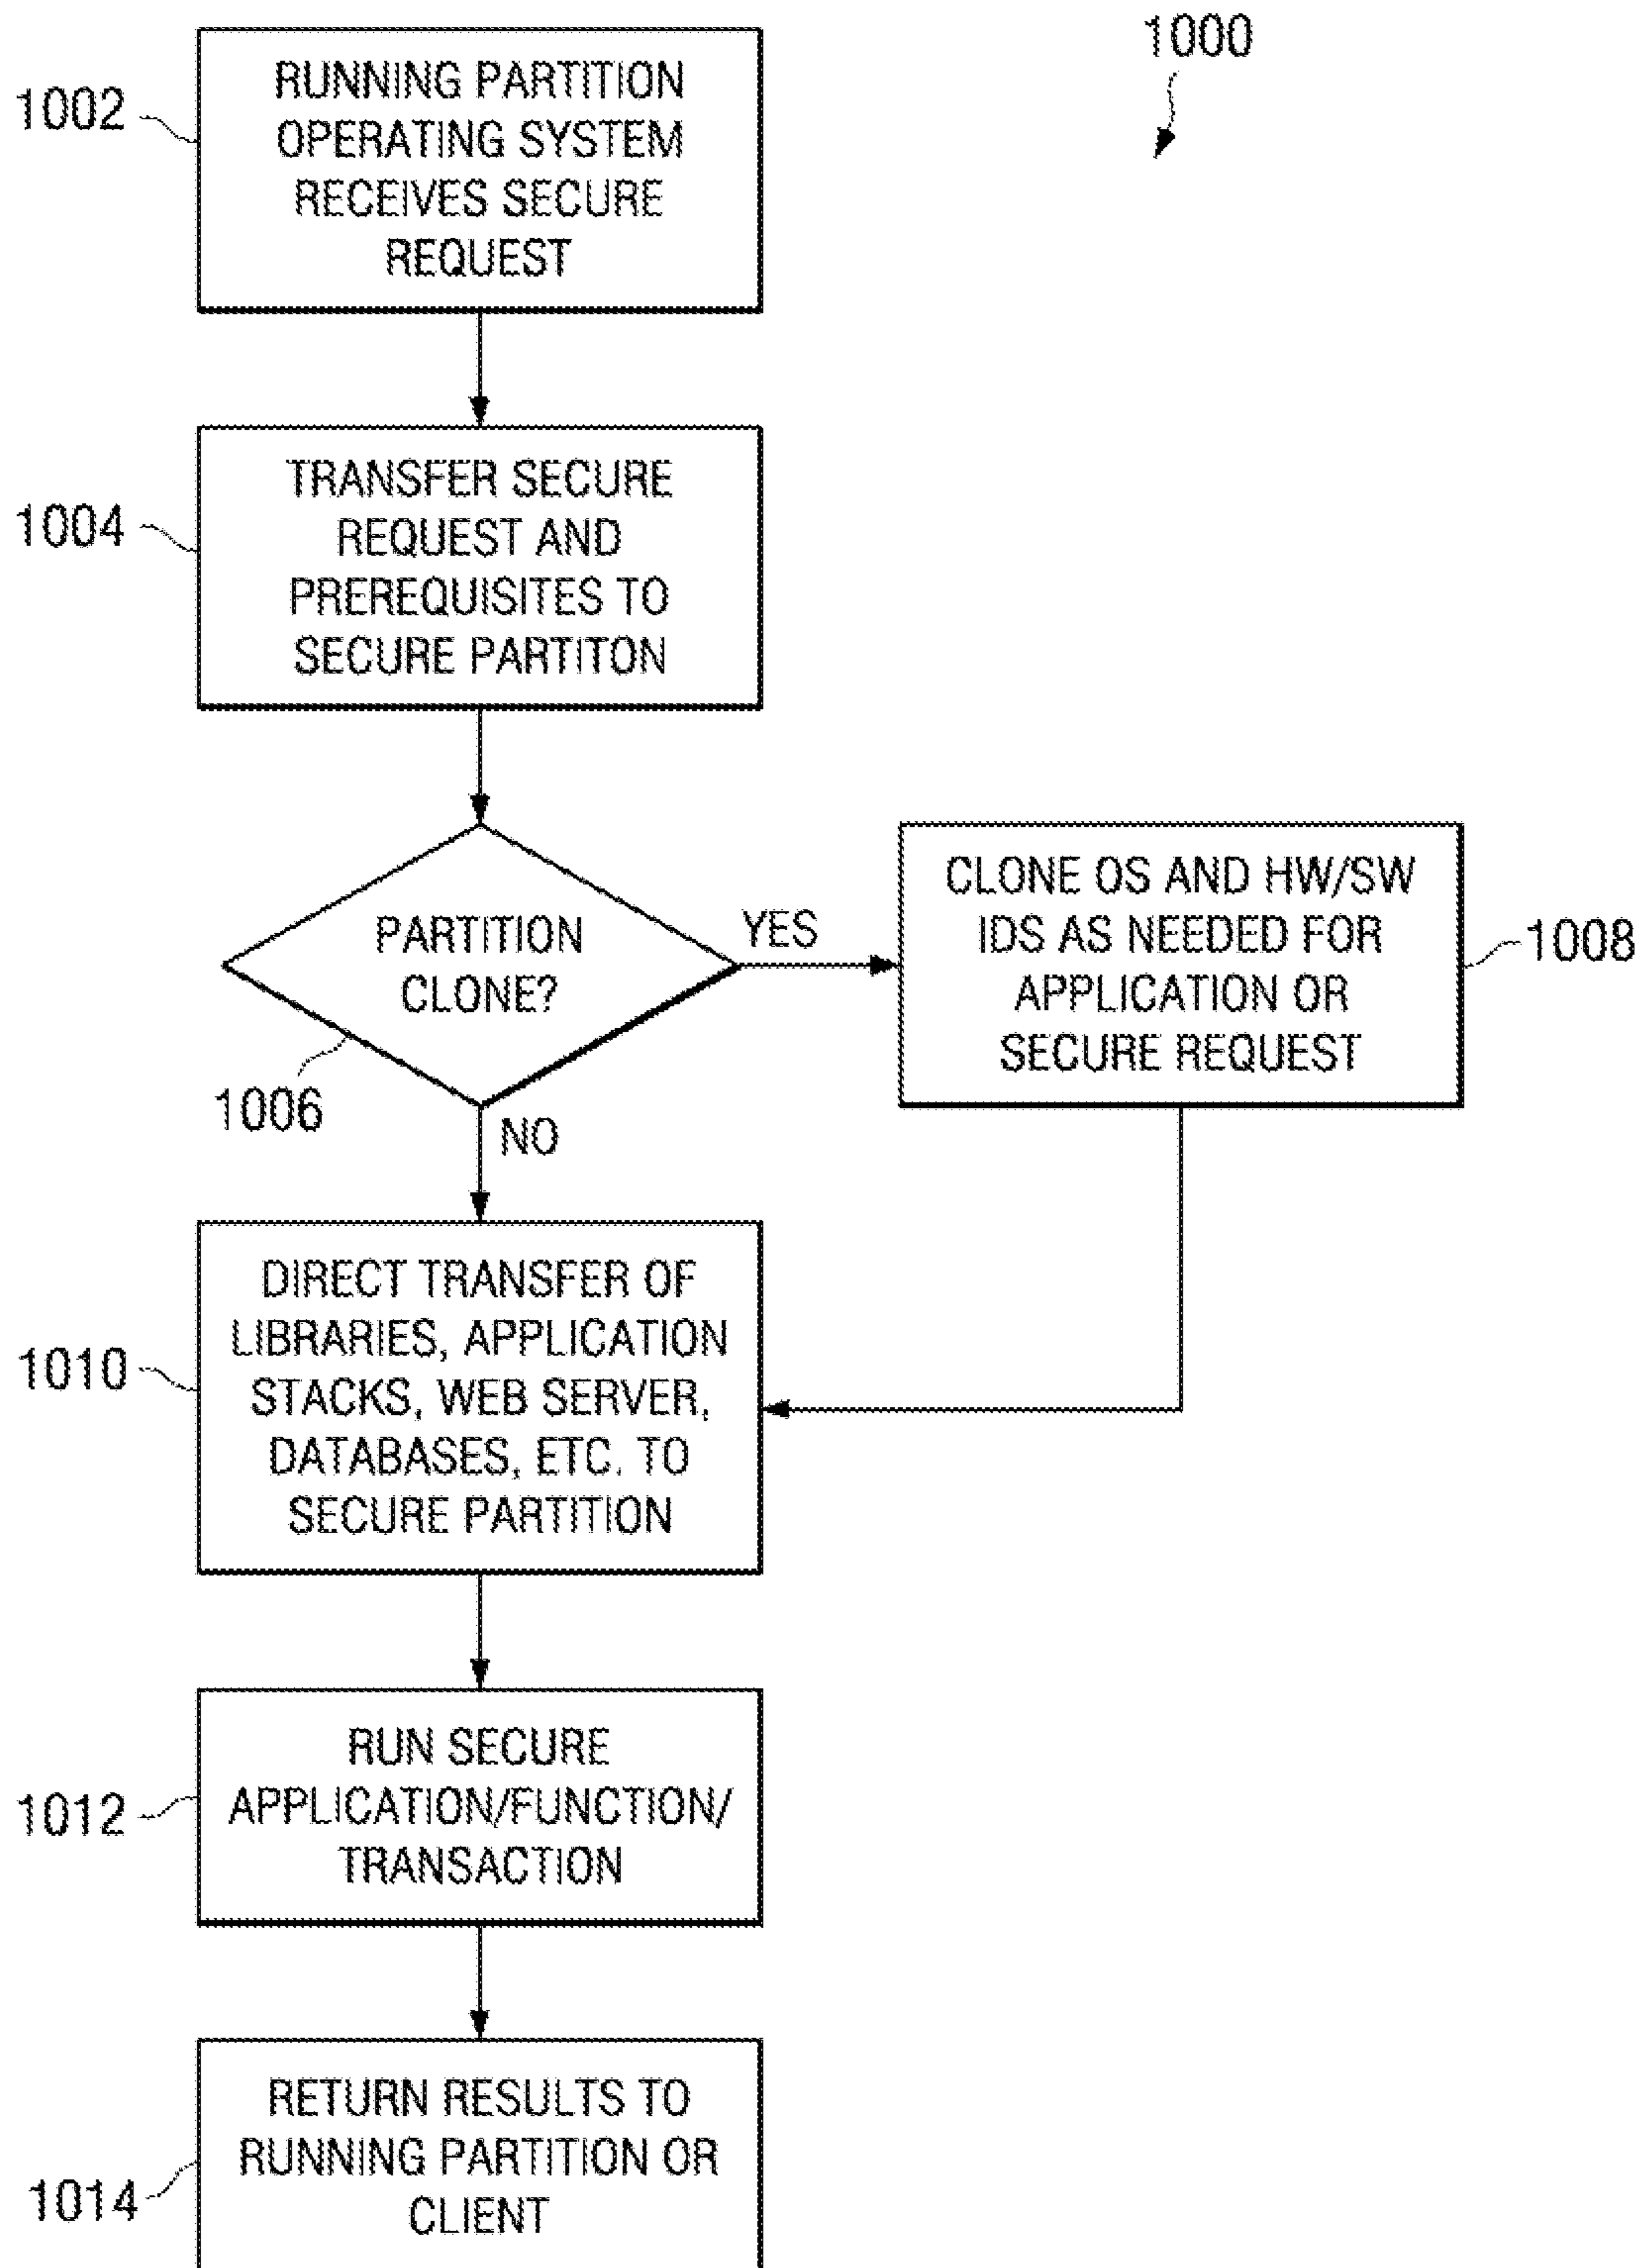 1000
1002
RUNNING PARTITION
OPERATING SYSTEM
RECEIVES SECURE
REQUEST
1004
TRANSFER SECURE
REQUEST AND
PREREQUISITES TO
SECURE PARTITON
PARTITION
CLONE?
1006
YES
NO
CLONE OS AND HW/SW
IDS AS NEEDED FOR
APPLICATION OR
SECURE REQUEST
1008
1010
DIRECT TRANSFER OF
LIBRARIES, APPLICATION
STACKS, WEB SERVER,
DATABASES, ETC. TO
SECURE PARTITION
1012
RUN SECURE
APPLICATION/FUNCTION/
TRANSACTION
1014
RETURN RESULTS TO
RUNNING PARTITION OR
CLIENT